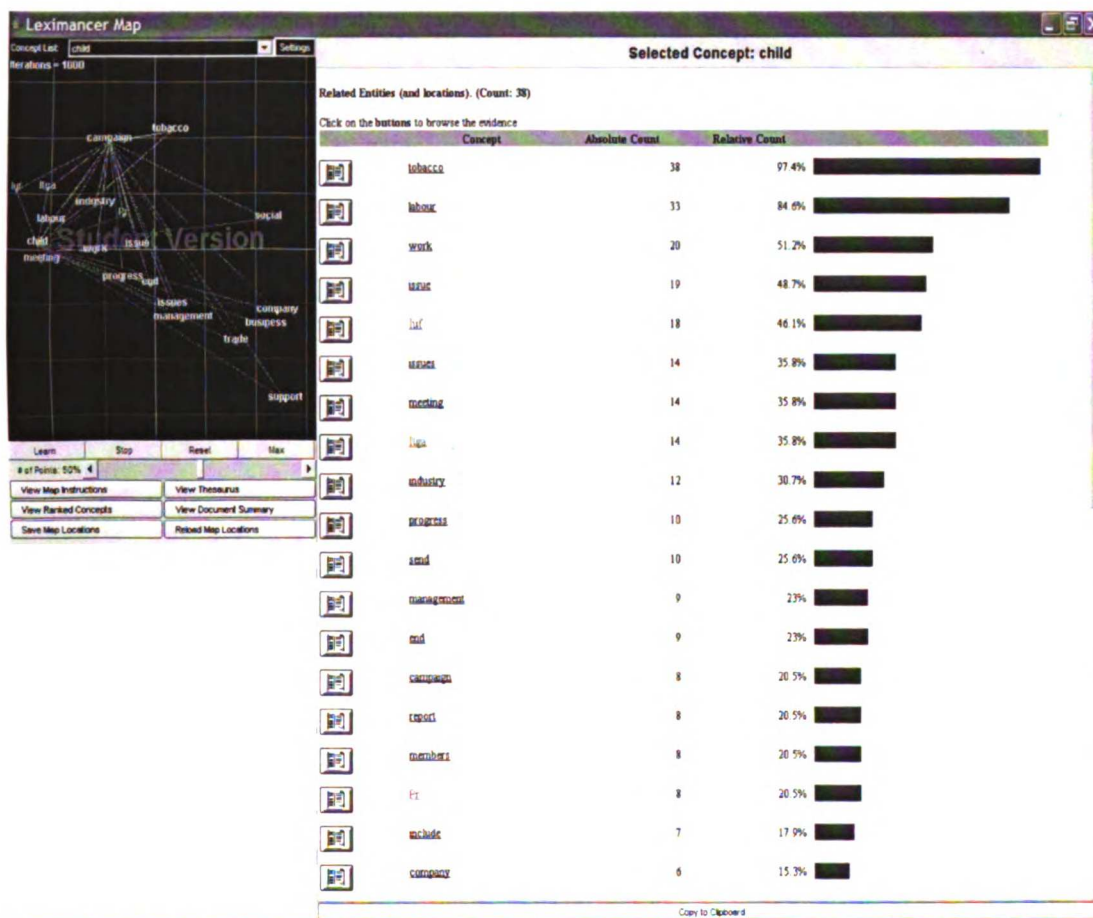 Leximancer Map
Concept List: child Settings
Iterations = 1000
campaign tobacco
iuf
industry
labour social
child work issue
meeting
Student Version
progress end
issues
management company
business
trade
support
Learn Stop Reset Max
# of Points: 50%
View Map Instructions View Thesaurus
View Ranked Concepts View Document Summary
Save Map Locations Reload Map Locations
Selected Concept: child
Related Entities (and locations). (Count: 38)
Click on the buttons to browse the evidence
Concept Absolute Count Relative Count
tobacco 38 97.4%
labour 33 84.6%
work 20 51.2%
issue 19 48.7%
iuf 18 46.1%
issues 14 35.8%
meeting 14 35.8%
14 35.8%
industry 12 30.7%
progress 10 25.6%
send 10 25.6%
management 9 23%
end 9 23%
campaign 8 20.5%
report 8 20.5%
members 8 20.5%
8 20.5%
include 7 17.9%
company 6 15.3%
Copy to Clipboard